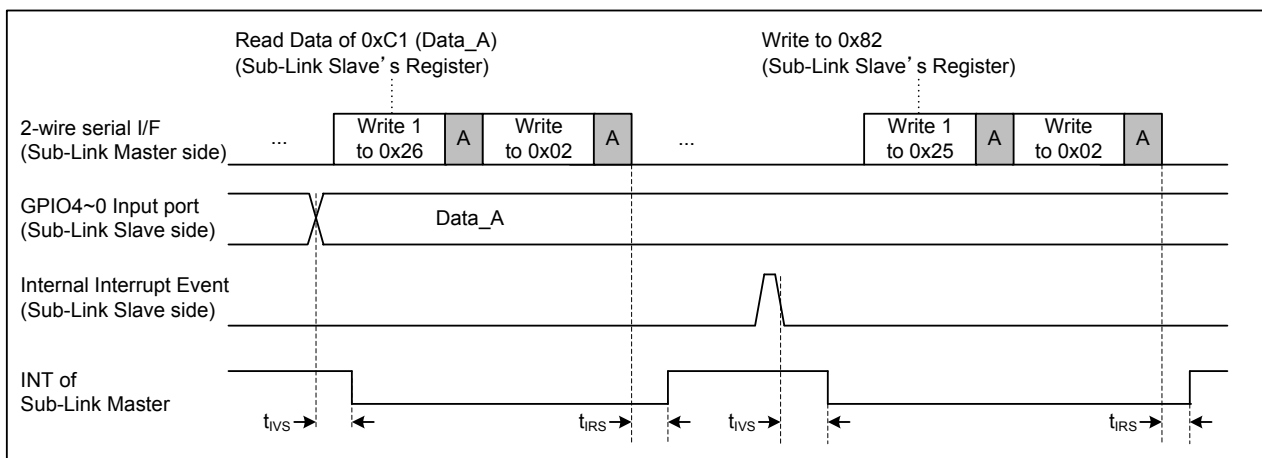 Read Data of 0xC1 (Data_A)
(Sub-Link Slave’s Register)
Write to 0x82
(Sub-Link Slave’s Register)
2-wire serial I/F
(Sub-Link Master side)
...
Write 1
to 0x26
A
Write
to 0x02
A
...
Write 1
to 0x25
A
Write
to 0x02
A
GPIO4~0 Input port
(Sub-Link Slave side)
Data_A
Internal Interrupt Event
(Sub-Link Slave side)
INT of
Sub-Link Master
tIVS
tIRS
tIVS
tIRS